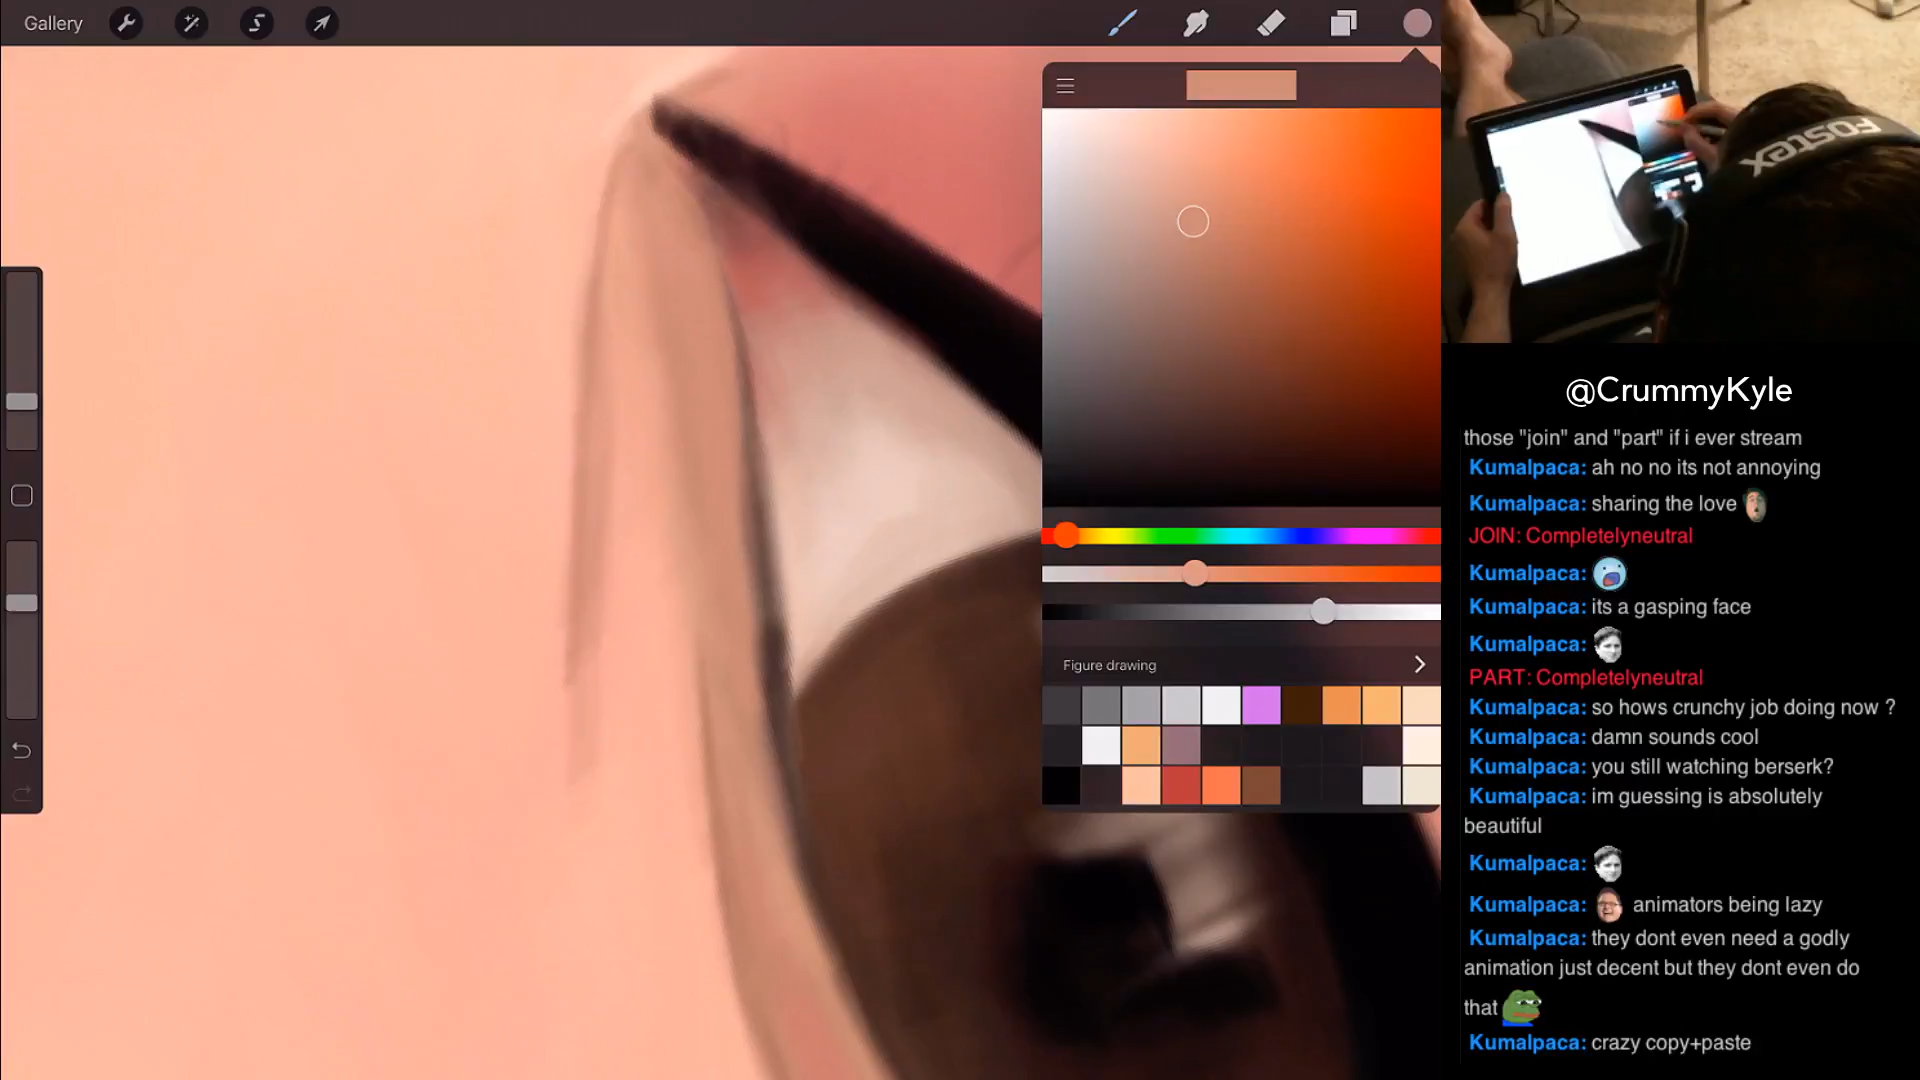 Gallery
FOSTEX
@CrummyKyle
those "join" and "part" if i ever stream
Kumalpaca: ah no no its not annoying
Kumalpaca: sharing the love
JOIN: Completelyneutral
Kumalpaca:
Kumalpaca: its a gasping face
Kumalpaca:
PART: Completelyneutral
Kumalpaca: so hows crunchy job doing now ?
Kumalpaca: damn sounds cool
Kumalpaca: you still watching berserk?
Kumalpaca: im guessing is absolutely
beautiful
Kumalpaca:
Kumalpaca: animators being lazy
Kumalpaca: they dont even need a godly
animation just decent but they dont even do
that
Kumalpaca: crazy copy+paste
Figure drawing